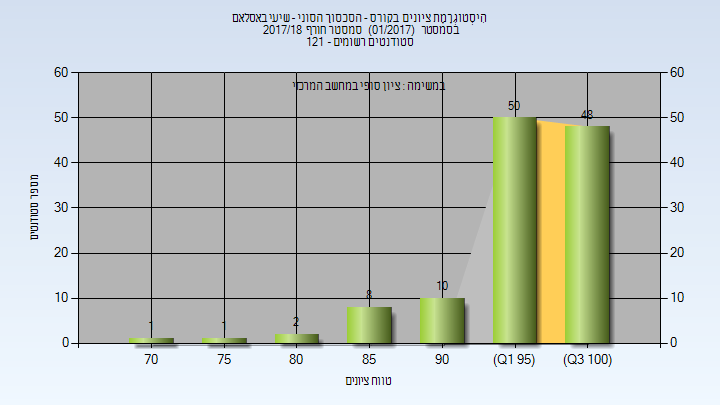 היסטוגרמת ציונים בקורס - הסכסוך הסוני - שיעי באסלאם
בסמסטר (01/2017) סמסטר חורף 2017/18
סטודנטים רשומים - 121
במשימה : ציון סופי במחשב המרכזי
60 60
50 50
40 40
30 30
20 20
10 10
0 0
1 1 2 8 10 50 48
70 75 80 85 90 (Q1 95) (Q3 100)
מספר סטודנטים
טווח ציונים